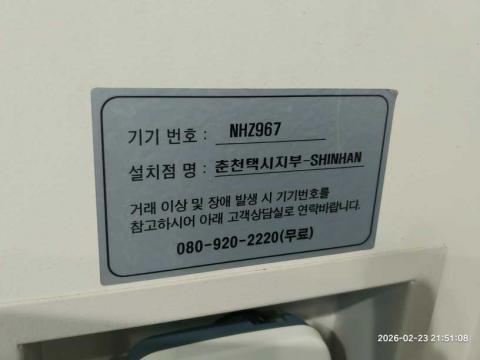 기기 번호 : NHZ967
설치점 명 : 춘천택시지부-SHINHAN
거래 이상 및 장애 발생 시 기기번호를
참고하시어 아래 고객상담실로 연락바랍니다.
080-920-2220(무료)
2026-02-23 21:51:08